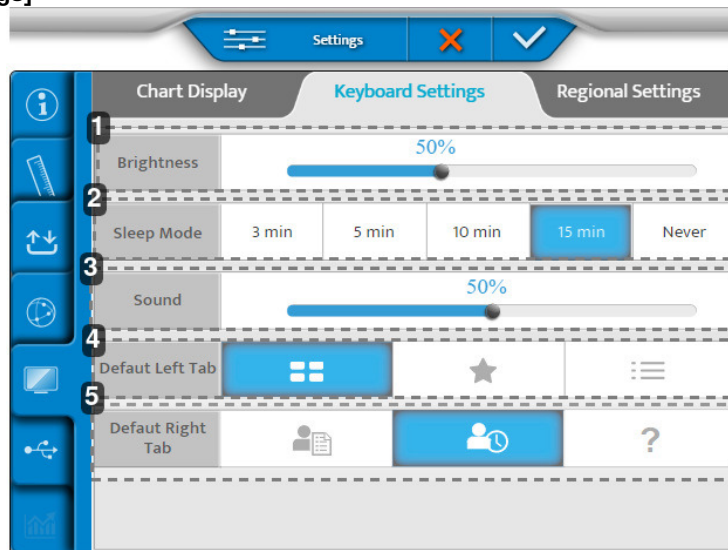 Settings
Chart Display
Keyboard Settings
Regional Settings
1
Brightness
50%
2
Sleep Mode
3 min
5 min
10 min
15 min
Never
3
Sound
50%
4
Defaut Left Tab
5
Defaut Right
Tab
?